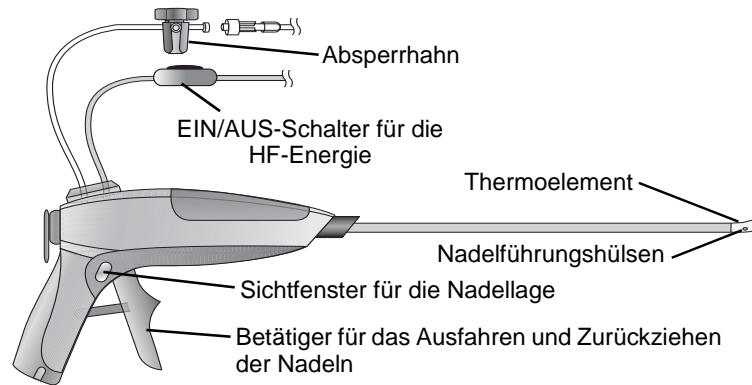 Absperrhahn
EIN/AUS-Schalter für die
HF-Energie
Thermoelement
Nadelführungshülsen
Sichtfenster für die Nadellage
Betätiger für das Ausfahren und Zurückziehen
der Nadeln